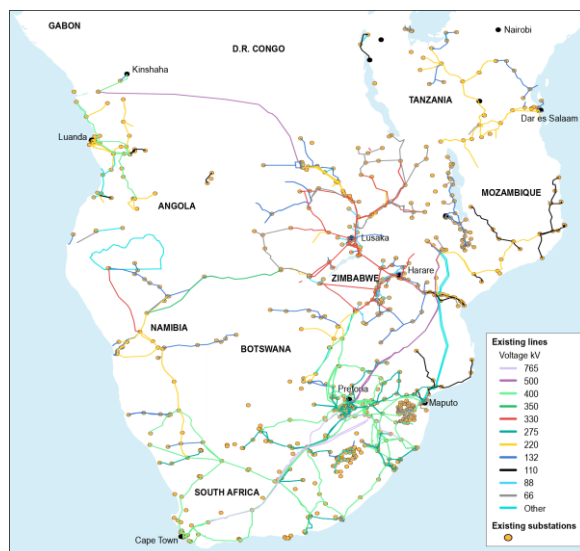 GABON
Nairobi
D.R. CONGO
Kinshaha
TANZANIA
Dar es Salaam
Luanda
MOZAMBIQUE
ANGOLA
Lusaka
ZIMBABWE
Harare
NAMIBIA
BOTSWANA
Pretoria
Maputo
SOUTH AFRICA
Cape Town
Existing lines
Voltage kV
765
500
400
350
330
275
220
132
110
88
66
Other
Existing substations